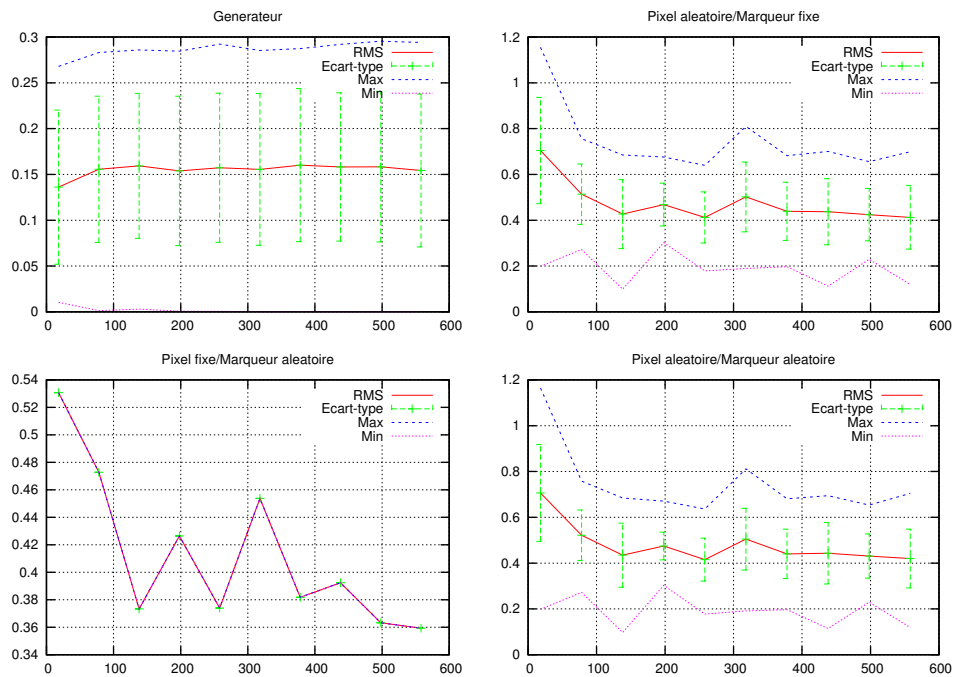 Generateur
0.3
0.25
0.2
0.15
0.1
0.05
0
0 100 200 300 400 500 600
RMS
Ecart-type
Max
Min
Pixel aleatoire/Marqueur fixe
1.2
1
0.8
0.6
0.4
0.2
0
0 100 200 300 400 500 600
RMS
Ecart-type
Max
Min
Pixel fixe/Marqueur aleatoire
0.54
0.52
0.5
0.48
0.46
0.44
0.42
0.4
0.38
0.36
0.34
0 100 200 300 400 500 600
RMS
Ecart-type
Max
Min
Pixel aleatoire/Marqueur aleatoire
1.2
1
0.8
0.6
0.4
0.2
0
0 100 200 300 400 500 600
RMS
Ecart-type
Max
Min